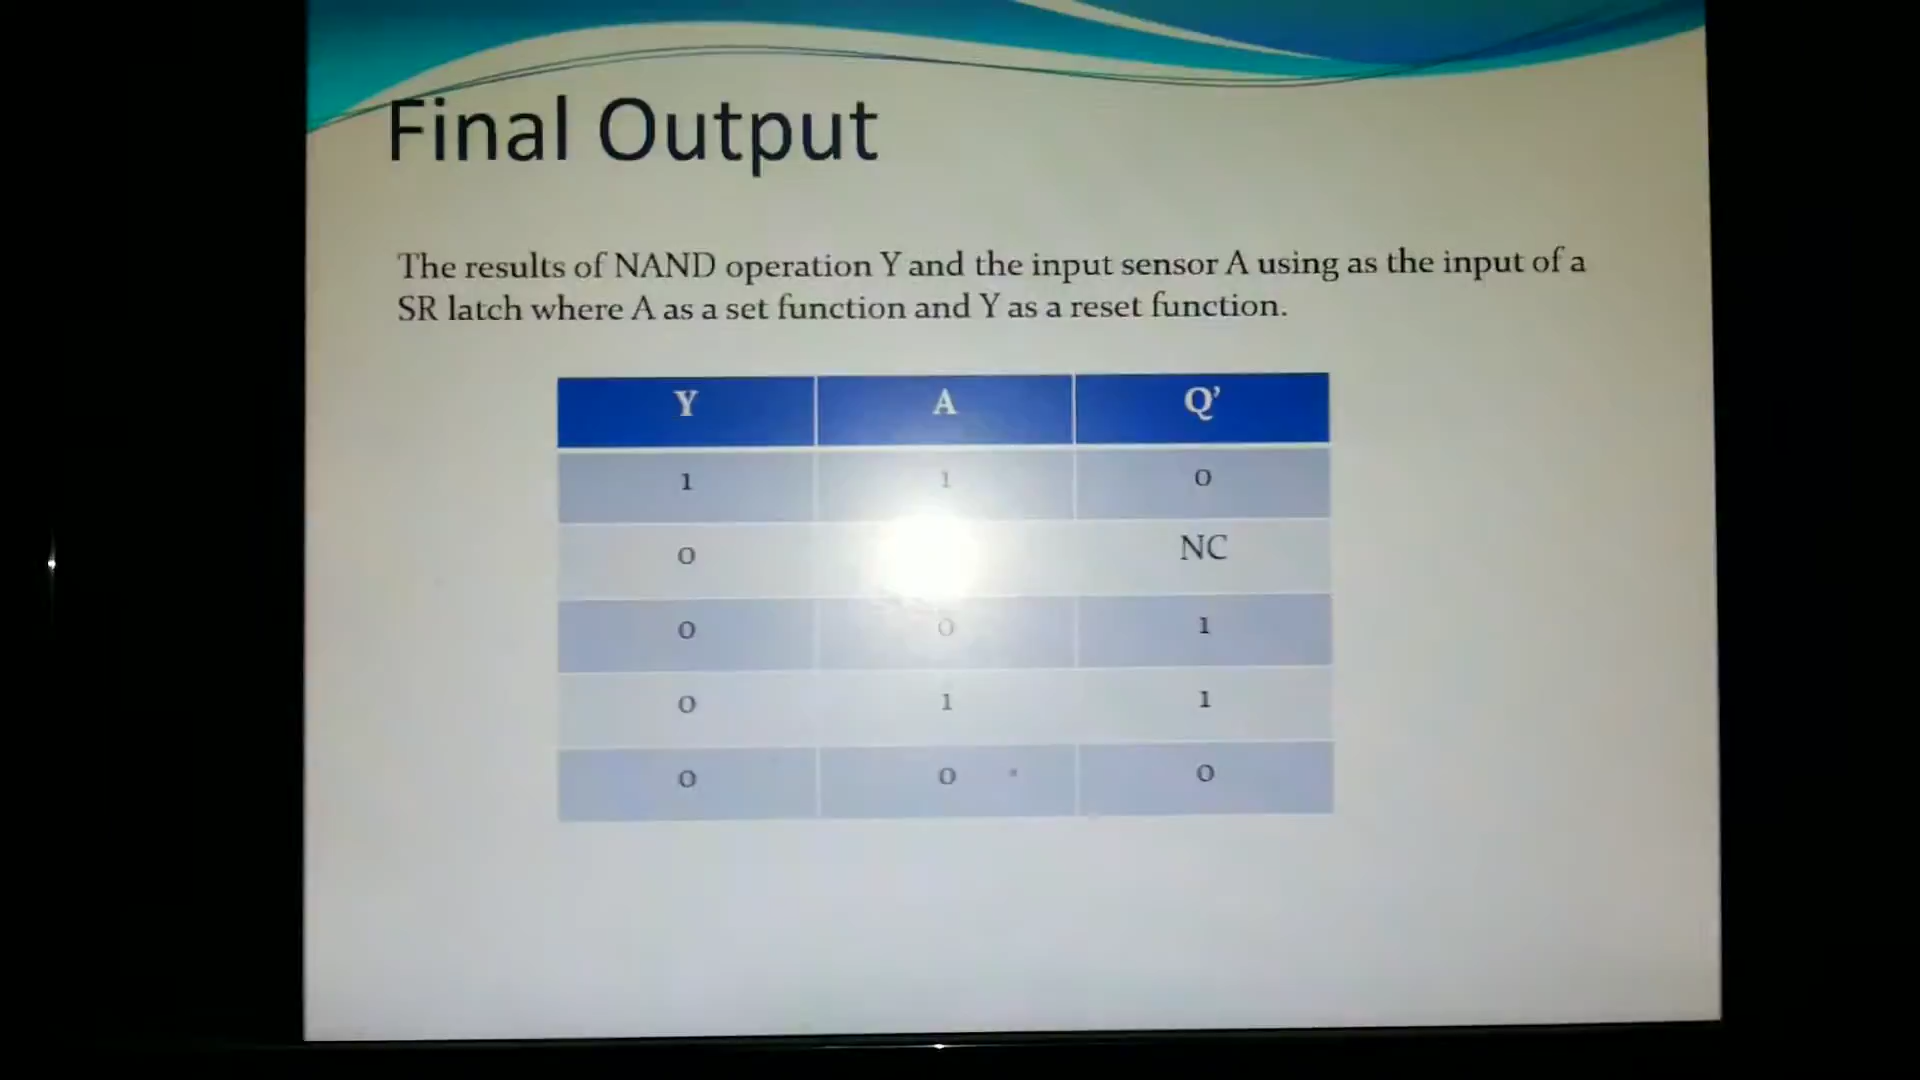 Final Output
The results of NAND operation Y and the input sensor A using as the input of a
SR latch where A as a set function and Y as a reset function.
Y A Q’
1 1 0
0 NC
0 0 1
0 1 1
0 0 0